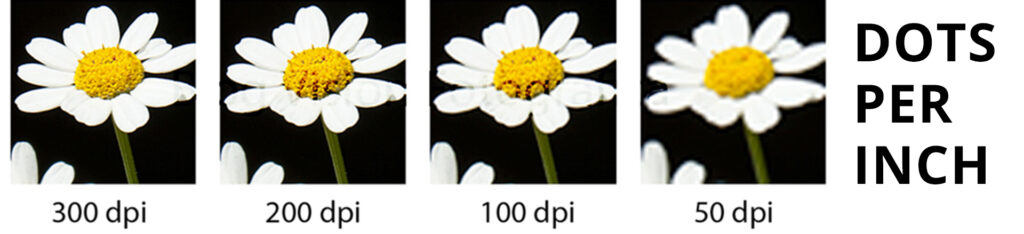 300 dpi
200 dpi
100 dpi
50 dpi
DOTS
PER
INCH